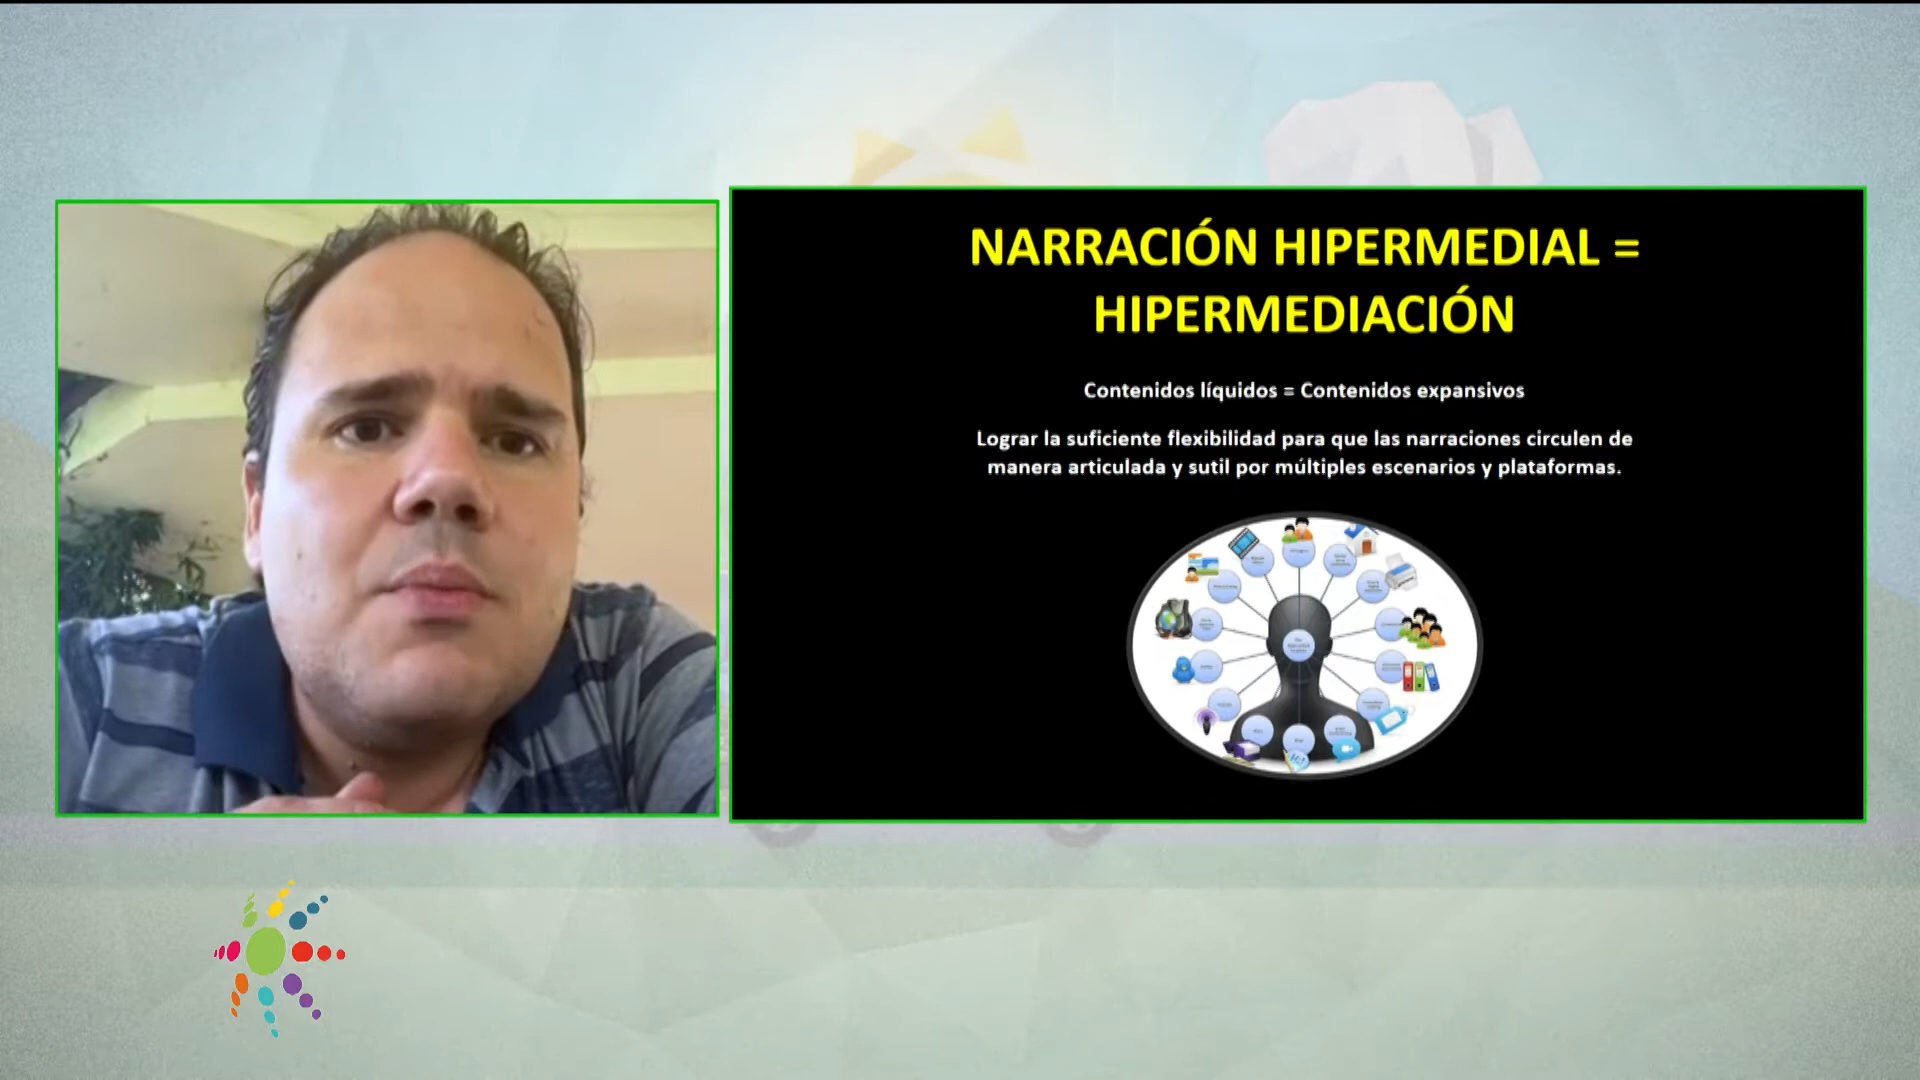 NARRACIÓN HIPERMEDIAL =
HIPERMEDIACIÓN
Contenidos líquidos = Contenidos expansivos
Lograr la suficiente flexibilidad para que las narraciones circulen de
manera articulada y sutil por múltiples escenarios y plataformas.